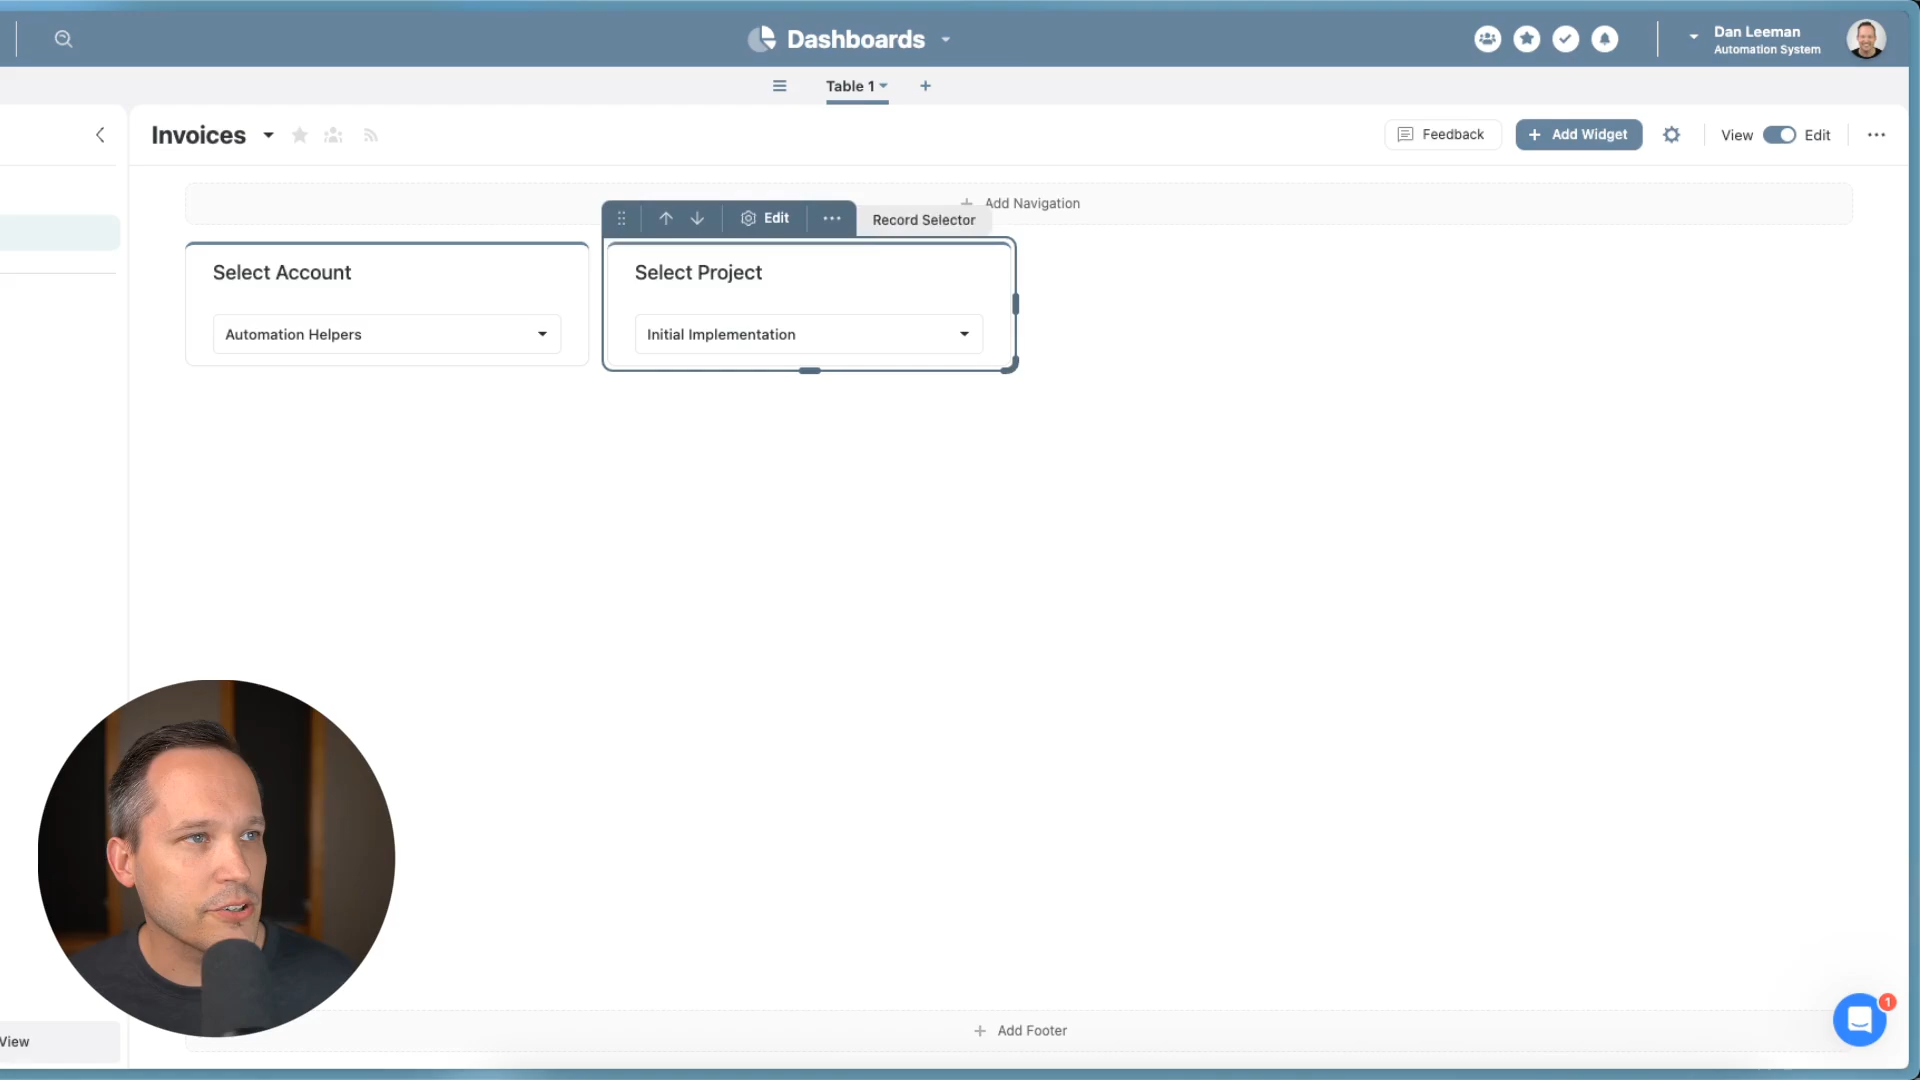 Dashboards
Dan Leeman
Automation System
Table 1
Invoices
Feedback
Add Widget
View
Edit
Add Navigation
Edit
Record Selector
Select Account
Select Project
Automation Helpers
Initial Implementation
1
View
Add Footer